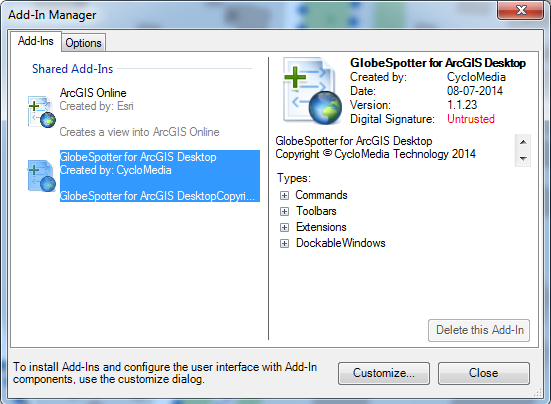 Add-In Manager
Add-Ins
Options
Shared Add-Ins
ArcGIS Online
Created by: Esri
Creates a view into ArcGIS Online
GlobeSpotter for ArcGIS Desktop
Created by: CycloMedia
GlobeSpotter for ArcGIS DesktopCopyri...
GlobeSpotter for ArcGIS Desktop
Created by: CycloMedia
Date: 08-07-2014
Version: 1.1.23
Digital Signature: Untrusted
GlobeSpotter for ArcGIS Desktop
Copyright © CycloMedia Technology 2014
Types:
Commands
Toolbars
Extensions
DockableWindows
Delete this Add-In
To install Add-Ins and configure the user interface with Add-In
components, use the customize dialog.
Customize...
Close